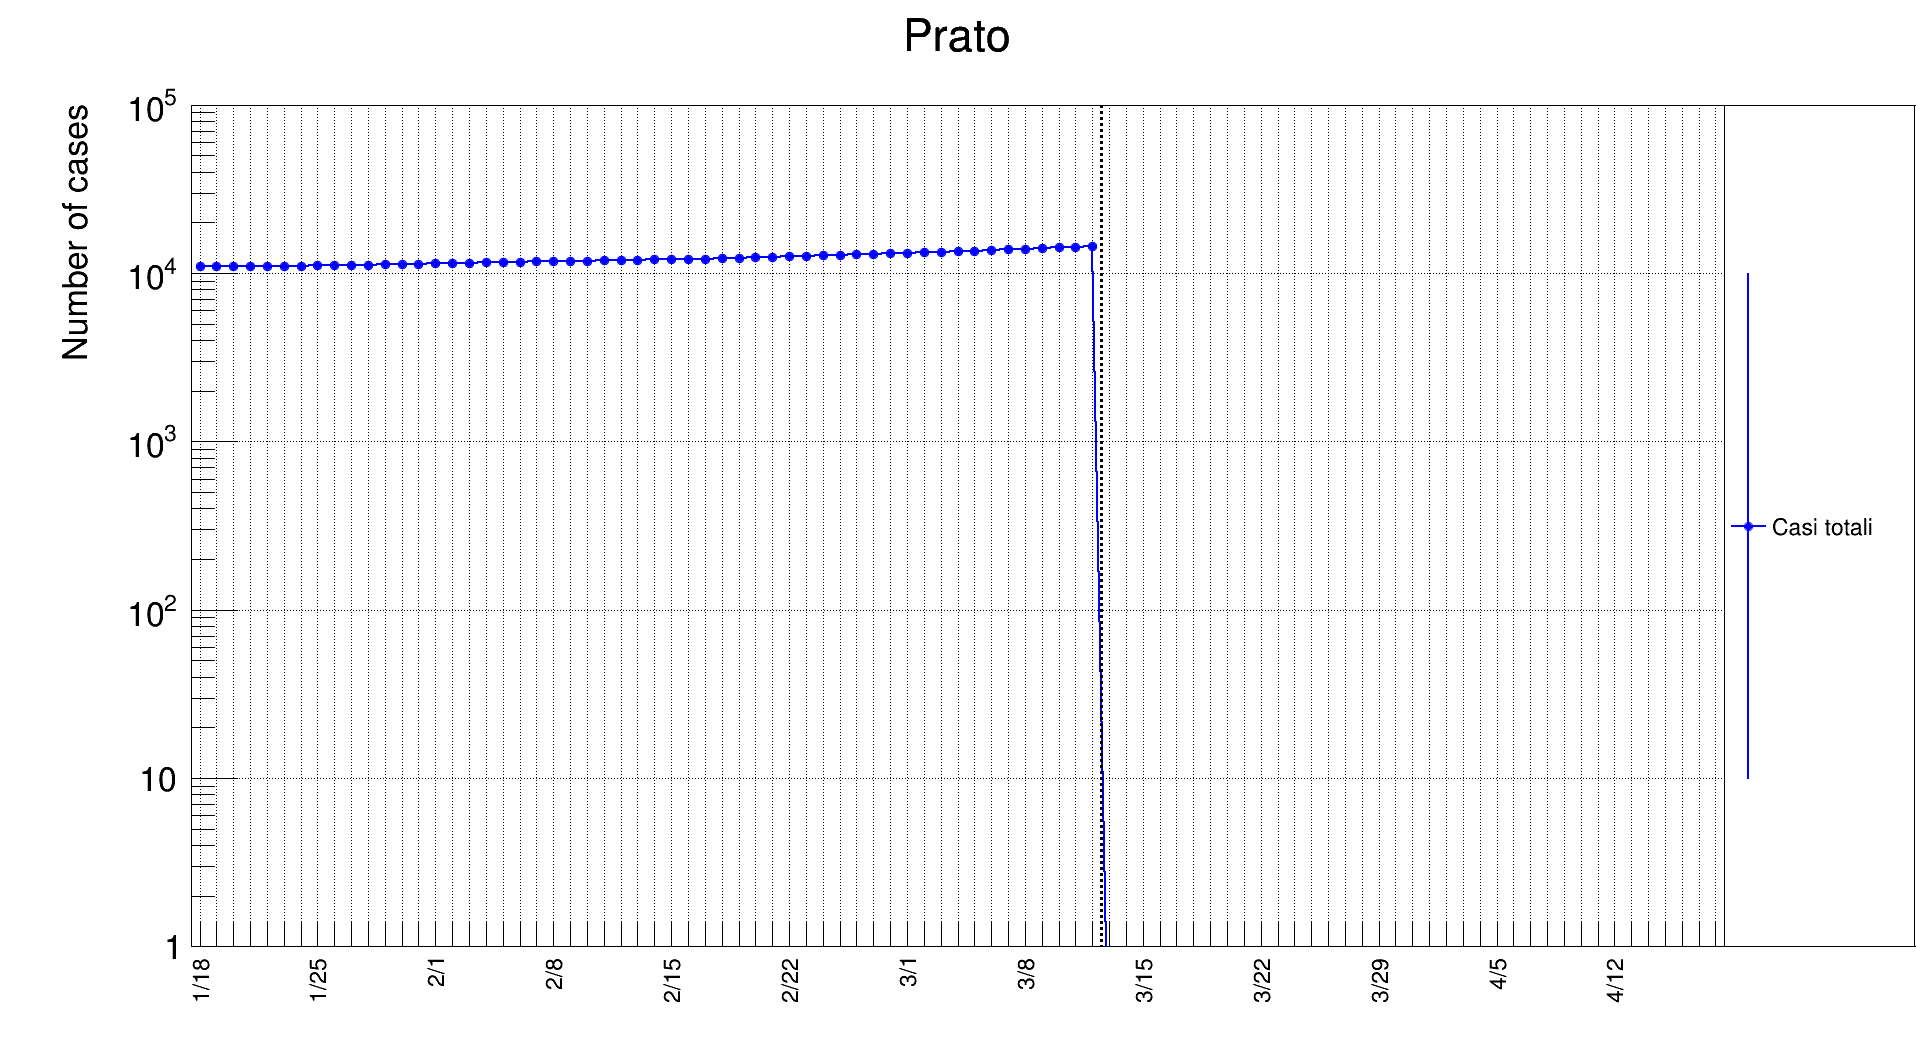 Prato
Number of cases
10^5
10^4
10^3
10^2
10
1
1/18 1/25 2/1 2/8 2/15 2/22 3/1 3/8 3/15 3/22 3/29 4/5 4/12
Casi totali